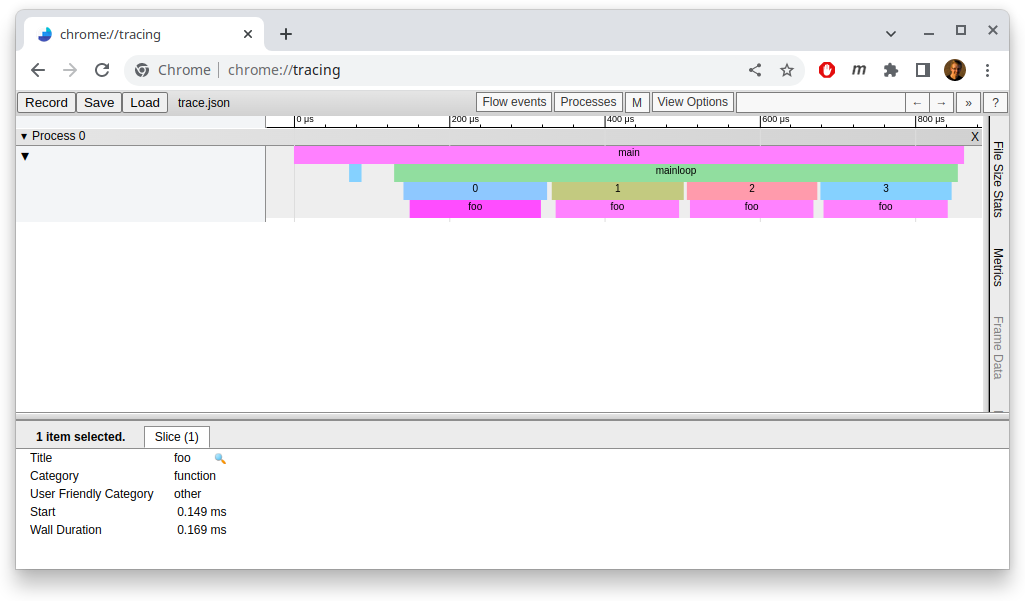 chrome://tracing
Chrome | chrome://tracing
Record Save Load trace.json Flow events Processes M View Options ← → » ?
0 μs 200 μs 400 μs 600 μs 800 μs
▼ Process 0 X
▼
main
mainloop
0 1 2 3
foo foo foo foo
File Size Stats
Metrics
Frame Data
1 item selected. Slice (1)
Title foo
Category function
User Friendly Category other
Start 0.149 ms
Wall Duration 0.169 ms